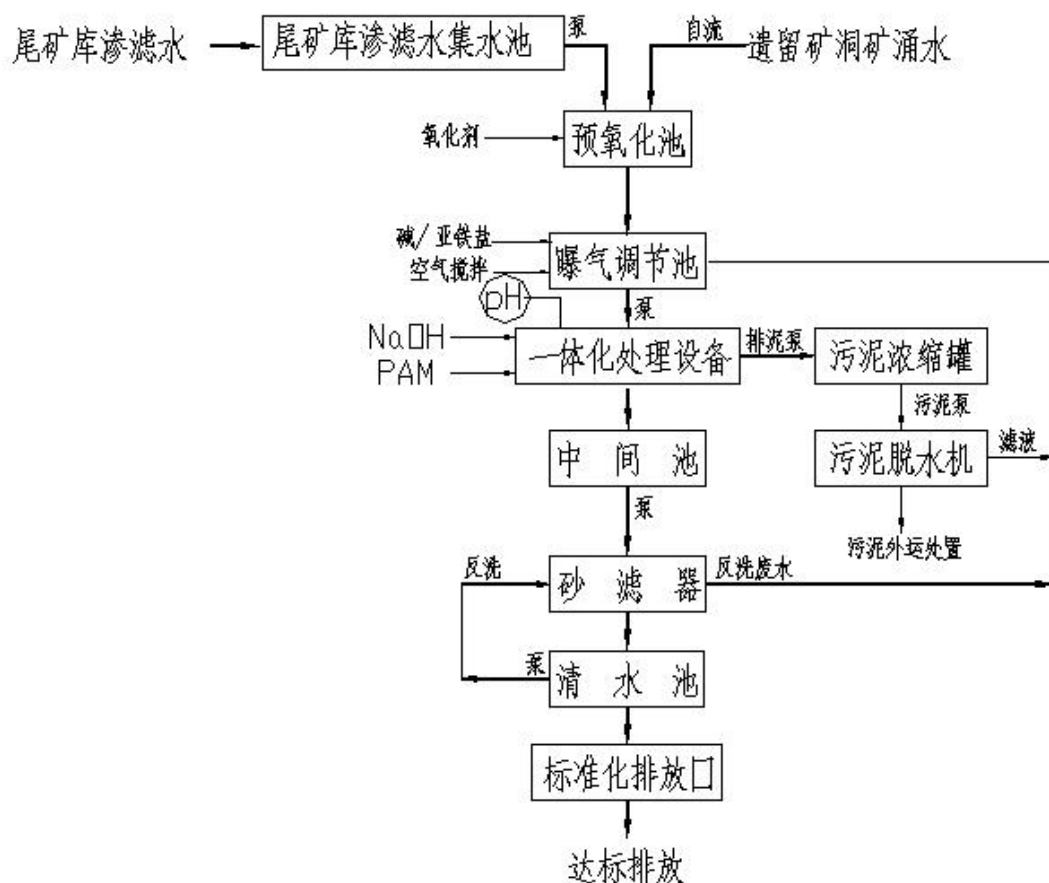 泵
自流
尾矿库渗滤水
尾矿库渗滤水集水池
遗留矿洞矿涌水
氧化剂
预氧化池
碱/亚铁盐
空气搅拌
曝气调节池
pH
泵
NaOH
PAM
一体化处理设备
排泥泵
污泥浓缩罐
污泥泵
中间池
污泥脱水机
滤液
泵
污泥外运处置
反洗
砂滤器
反洗废水
泵
清水池
标准化排放口
达标排放